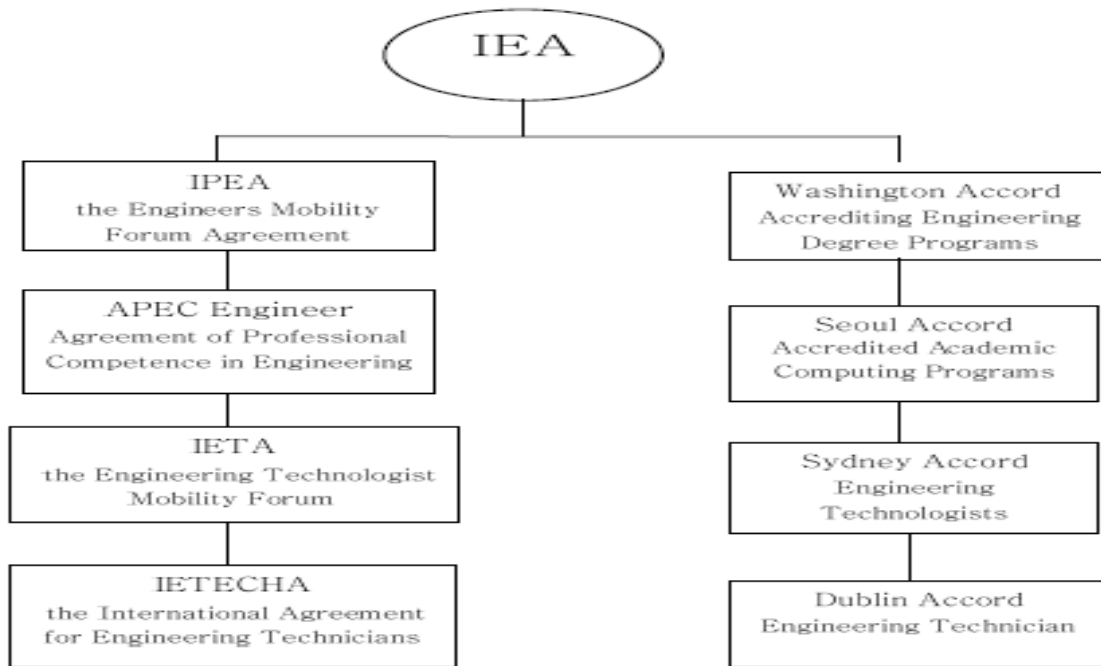 IEA
IPEA
the Engineers Mobility
Forum Agreement
APEC Engineer
Agreement of Professional
Competence in Engineering
IETA
the Engineering Technologist
Mobility Forum
IETECHA
the International Agreement
for Engineering Technicians
Washington Accord
Accrediting Engineering
Degree Programs
Seoul Accord
Accredited Academic
Computing Programs
Sydney Accord
Engineering
Technologists
Dublin Accord
Engineering Technician